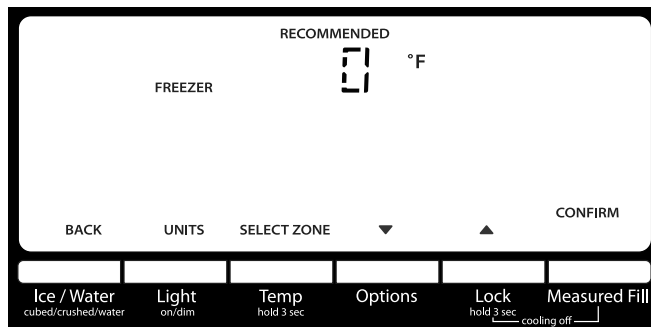 RECOMMENDED
0 °F
FREEZER
CONFIRM
BACK UNITS SELECT ZONE ▼ ▲
Ice / Water Light Temp Options Lock Measured Fill
cubed/crushed/water on/dim hold 3 sec hold 3 sec
cooling off